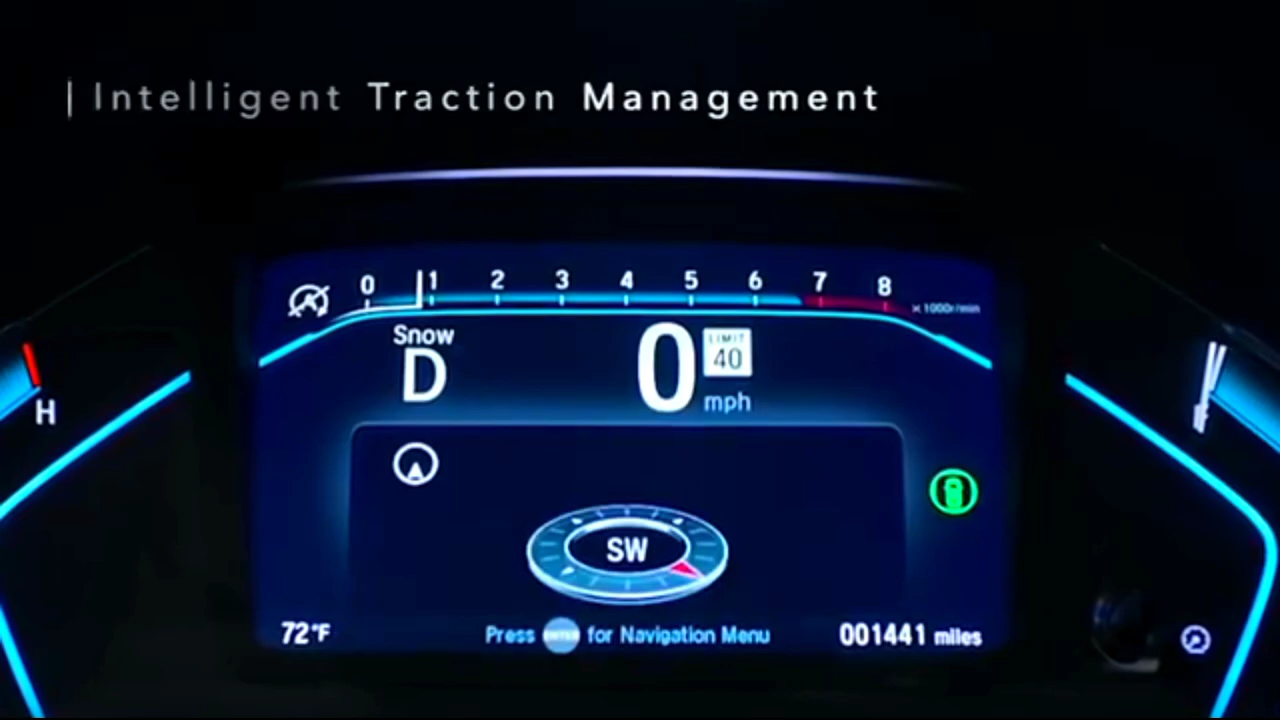 Intelligent Traction Management
0 1 2 3 4 5 6 7 8
x 1000r/min
Snow
D
0
LIMIT
40
mph
H
SW
72°F
Press ENTER for Navigation Menu
001441 miles